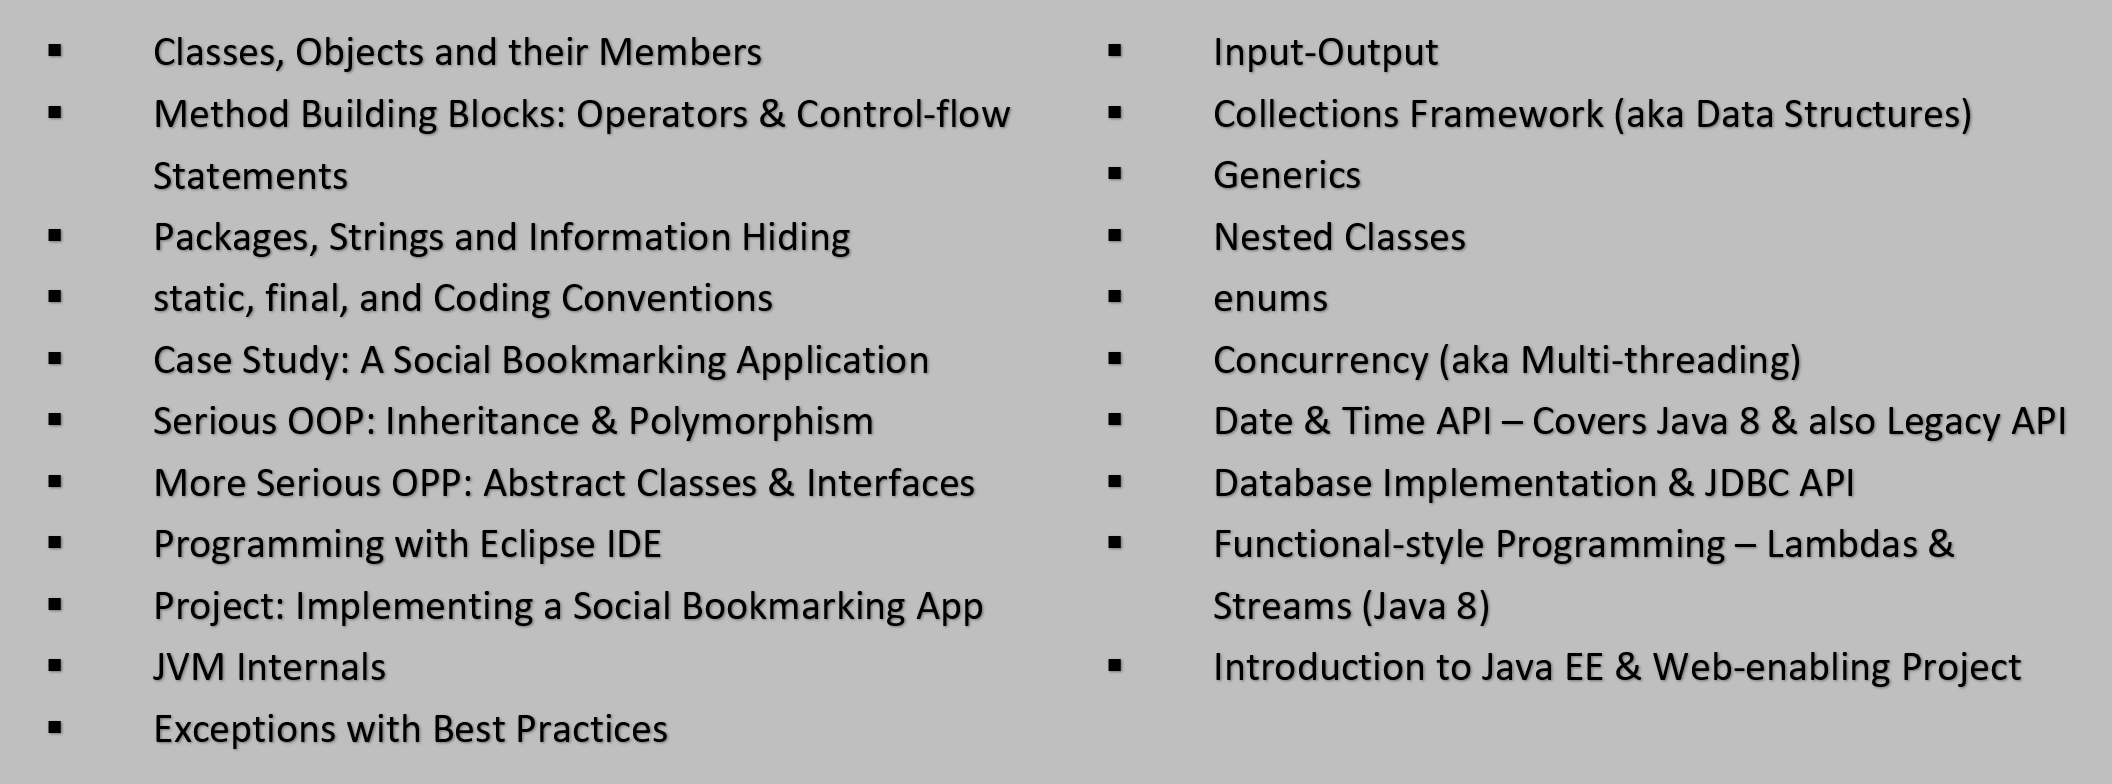 Classes, Objects and their Members
Method Building Blocks: Operators & Control-flow
Statements
Packages, Strings and Information Hiding
static, final, and Coding Conventions
Case Study: A Social Bookmarking Application
Serious OOP: Inheritance & Polymorphism
More Serious OPP: Abstract Classes & Interfaces
Programming with Eclipse IDE
Project: Implementing a Social Bookmarking App
JVM Internals
Exceptions with Best Practices
Input-Output
Collections Framework (aka Data Structures)
Generics
Nested Classes
enums
Concurrency (aka Multi-threading)
Date & Time API – Covers Java 8 & also Legacy API
Database Implementation & JDBC API
Functional-style Programming – Lambdas &
Streams (Java 8)
Introduction to Java EE & Web-enabling Project